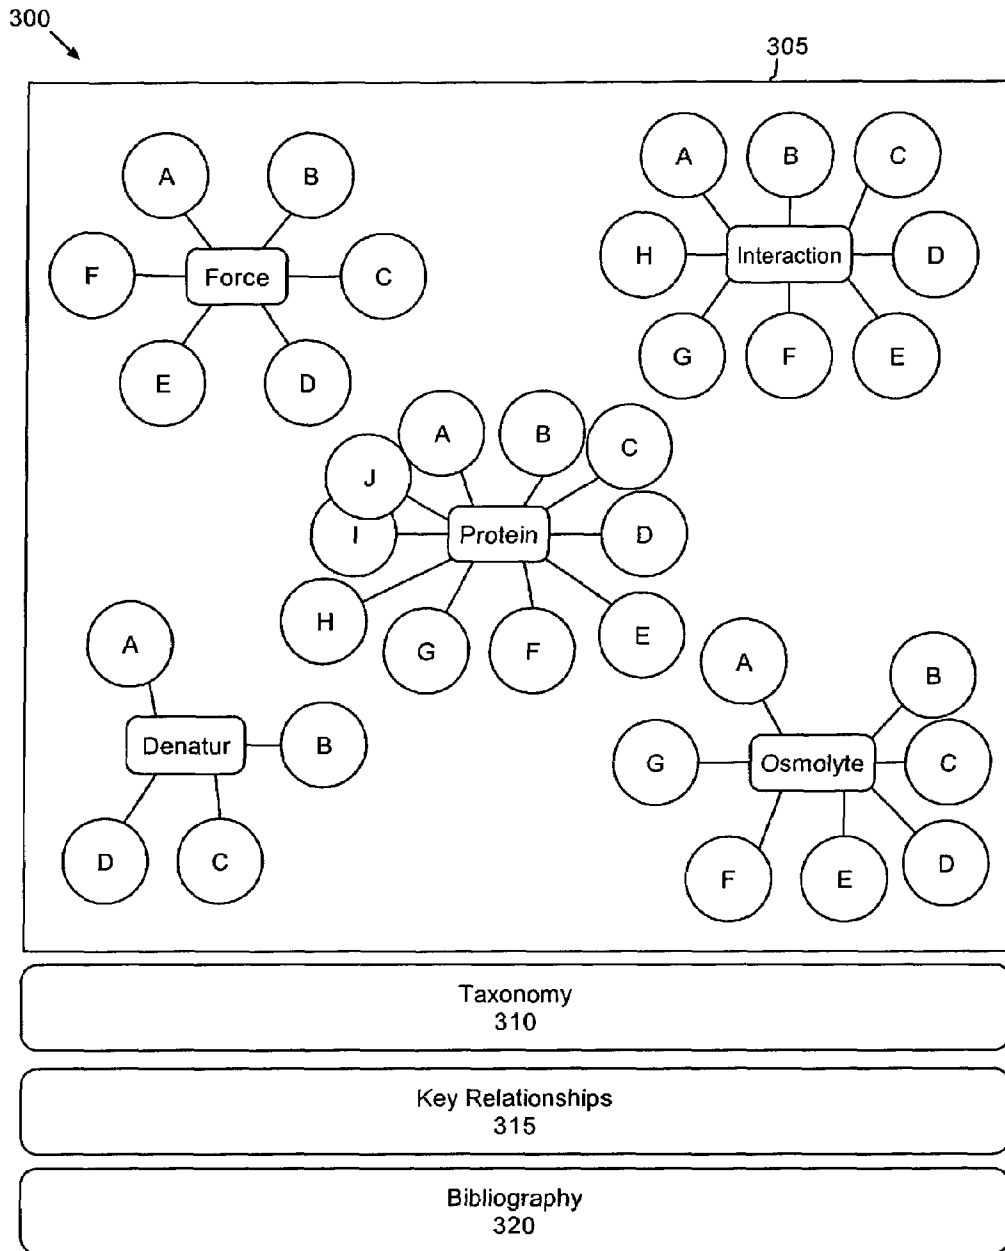 300
305
A B
F Force C
E D
A B C
H Interaction D
G F E
A B C
J
I Protein D
H G F E
A
Denatur B
D C
A B
G Osmolyte C
F E D
Taxonomy
310
Key Relationships
315
Bibliography
320